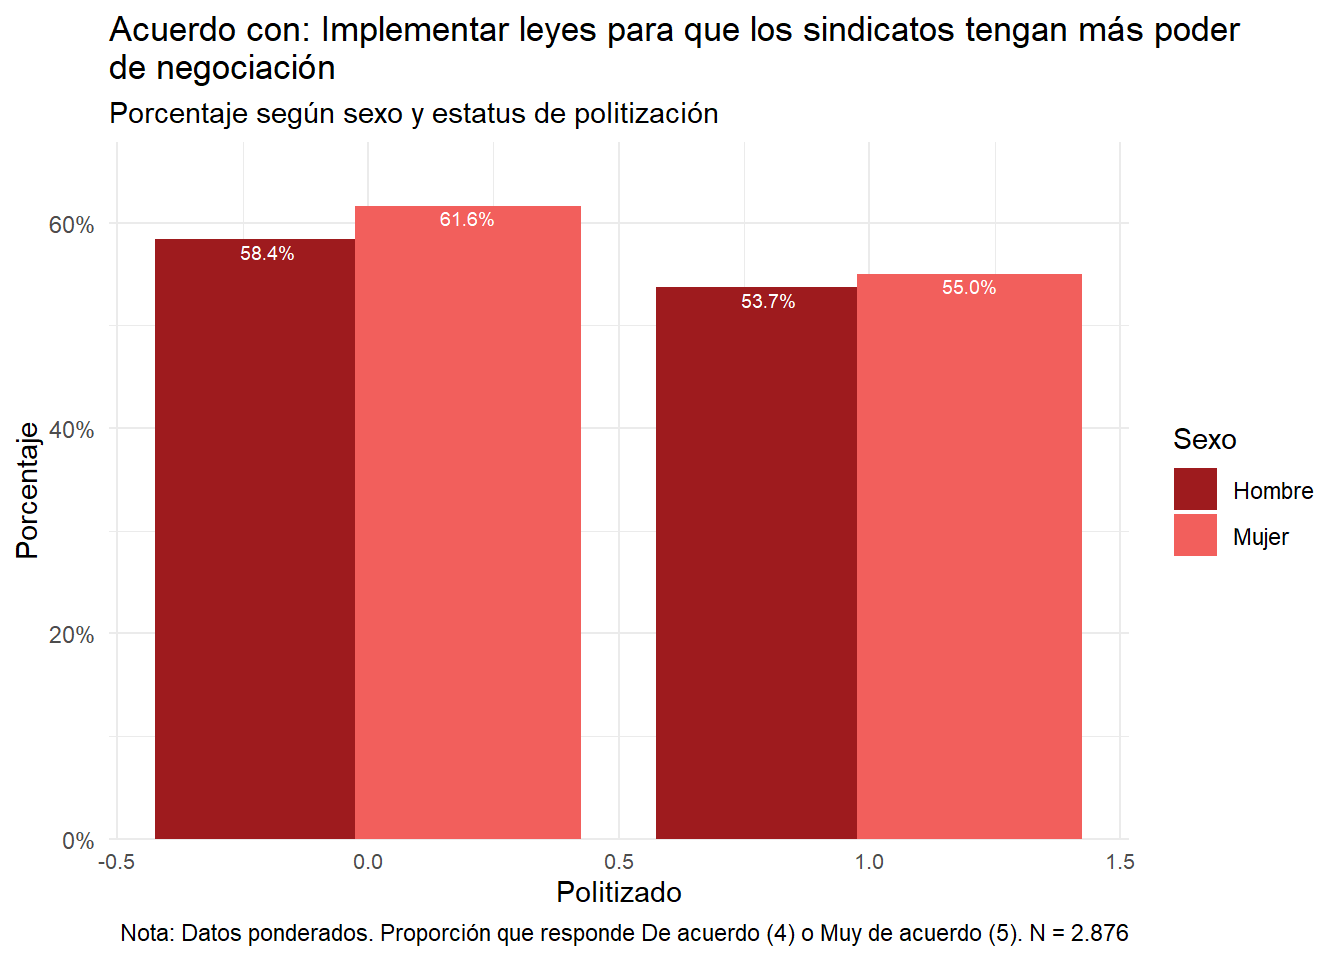 Acuerdo con: Implementar leyes para que los sindicatos tengan más poder
de negociación
Porcentaje según sexo y estatus de politización
60%
40%
20%
0%
Porcentaje
58.4%
61.6%
53.7%
55.0%
-0.5
0.0
0.5
1.0
1.5
Politizado
Sexo
Hombre
Mujer
Nota: Datos ponderados. Proporción que responde De acuerdo (4) o Muy de acuerdo (5). N = 2.876